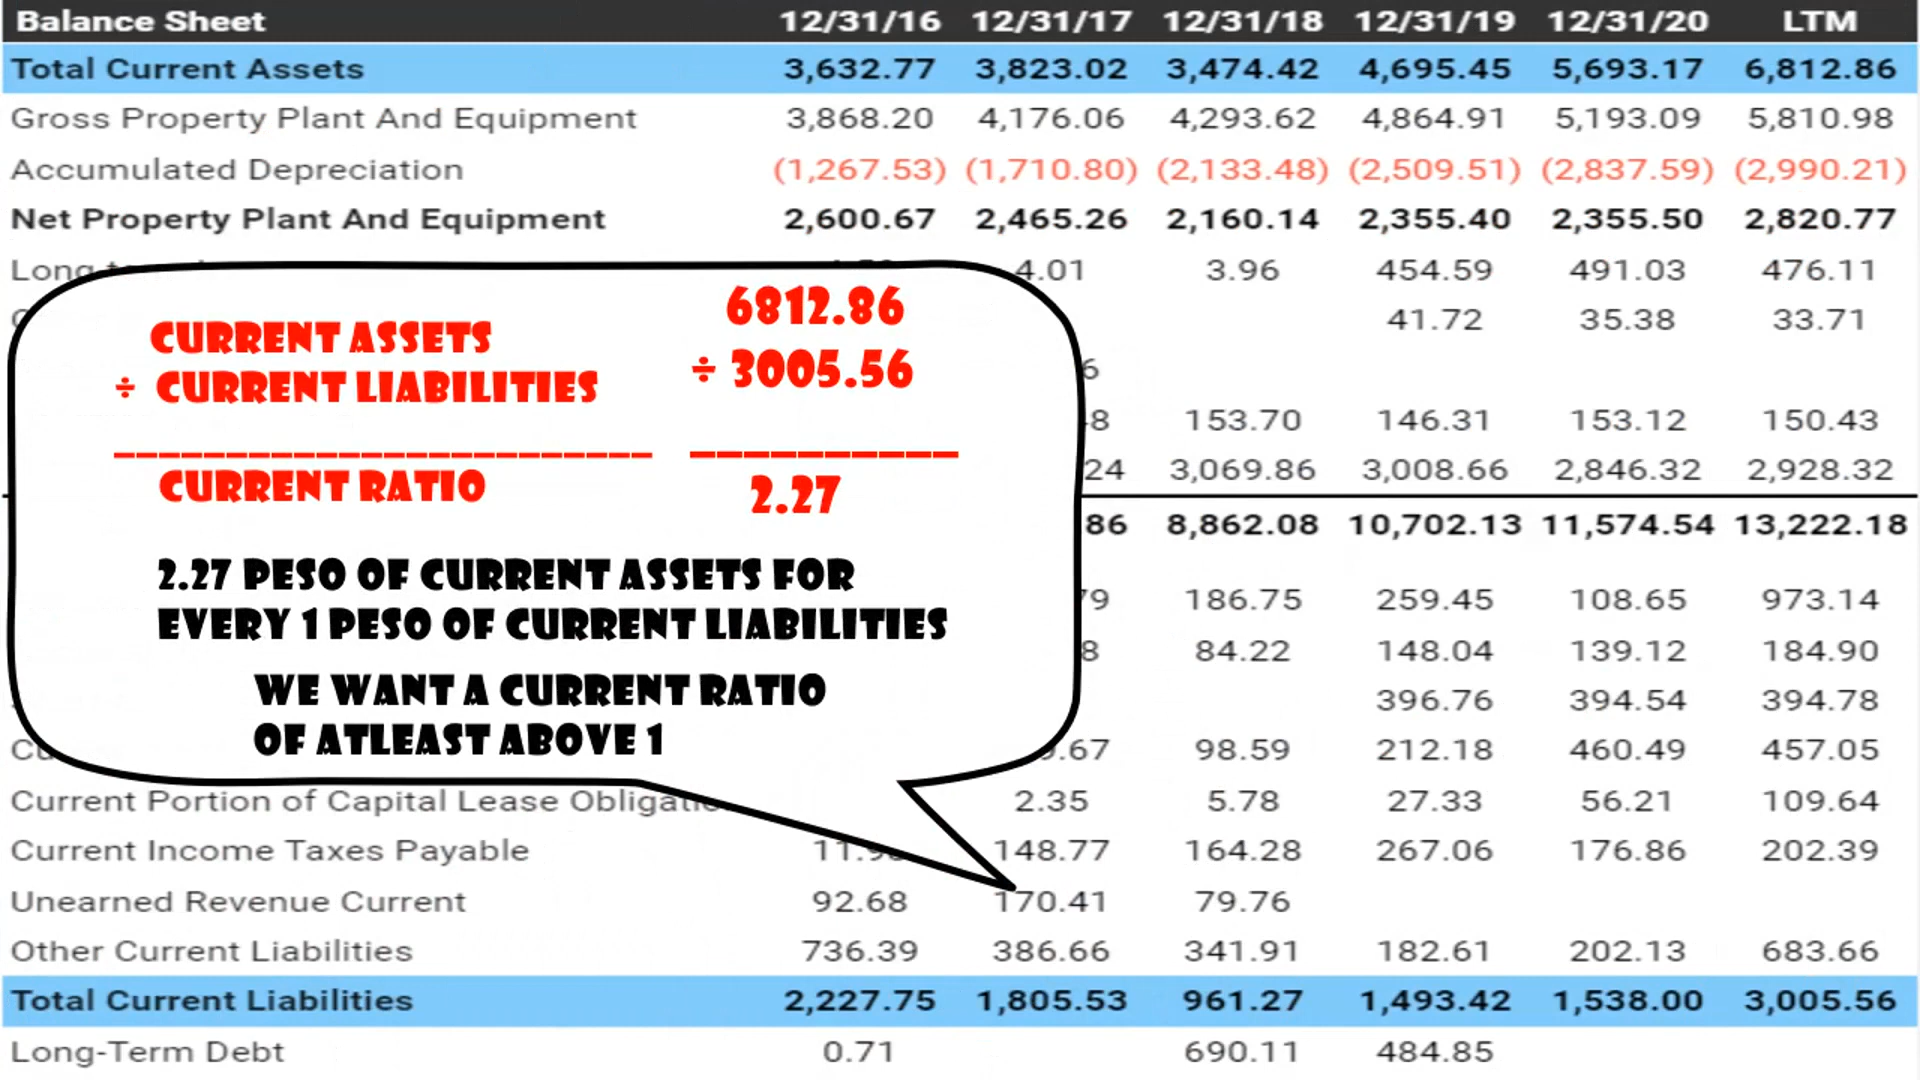 Balance Sheet 12/31/16 12/31/17 12/31/18 12/31/19 12/31/20 LTM
Total Current Assets 3,632.77 3,823.02 3,474.42 4,695.45 5,693.17 6,812.86
Gross Property Plant And Equipment 3,868.20 4,176.06 4,293.62 4,864.91 5,193.09 5,810.98
Accumulated Depreciation (1,267.53) (1,710.80) (2,133.48) (2,509.51) (2,837.59) (2,990.21)
Net Property Plant And Equipment 2,600.67 2,465.26 2,160.14 2,355.40 2,355.50 2,820.77
4.01 3.96 454.59 491.03 476.11
41.72 35.38 33.71
153.70 146.31 153.12 150.43
3,069.86 3,008.66 2,846.32 2,928.32
8,862.08 10,702.13 11,574.54 13,222.18
186.75 259.45 108.65 973.14
84.22 148.04 139.12 184.90
396.76 394.54 394.78
98.59 212.18 460.49 457.05
CURRENT ASSETS 6812.86
÷ CURRENT LIABILITIES ÷ 3005.56
CURRENT RATIO 2.27
2.27 PESO OF CURRENT ASSETS FOR
EVERY 1 PESO OF CURRENT LIABILITIES
WE WANT A CURRENT RATIO
OF ATLEAST ABOVE 1
Current Portion of Capital Lease 2.35 5.78 27.33 56.21 109.64
Current Income Taxes Payable 148.77 164.28 267.06 176.86 202.39
Unearned Revenue Current 92.68 170.41 79.76
Other Current Liabilities 736.39 386.66 341.91 182.61 202.13 683.66
Total Current Liabilities 2,227.75 1,805.53 961.27 1,493.42 1,538.00 3,005.56
Long-Term Debt 0.71 690.11 484.85